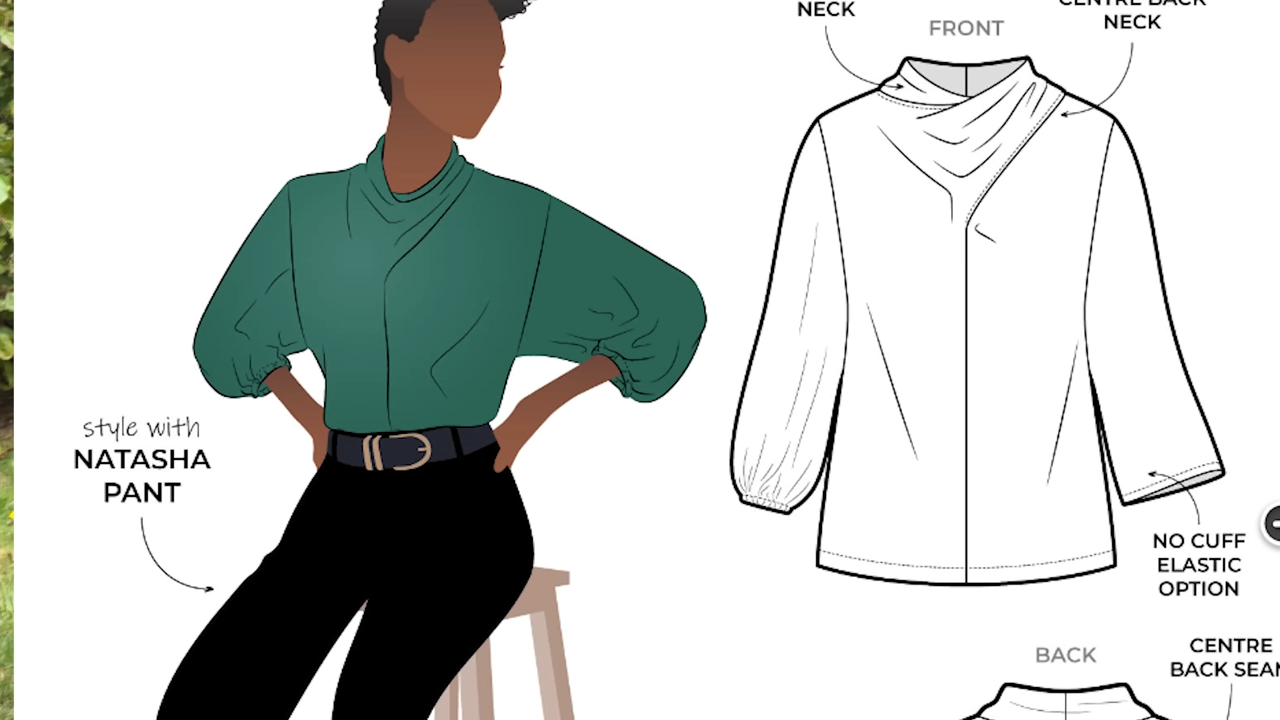 NECK
FRONT
CENTRE BACK
NECK
style with
NATASHA
PANT
NO CUFF
ELASTIC
OPTION
BACK
CENTRE
BACK SEAM